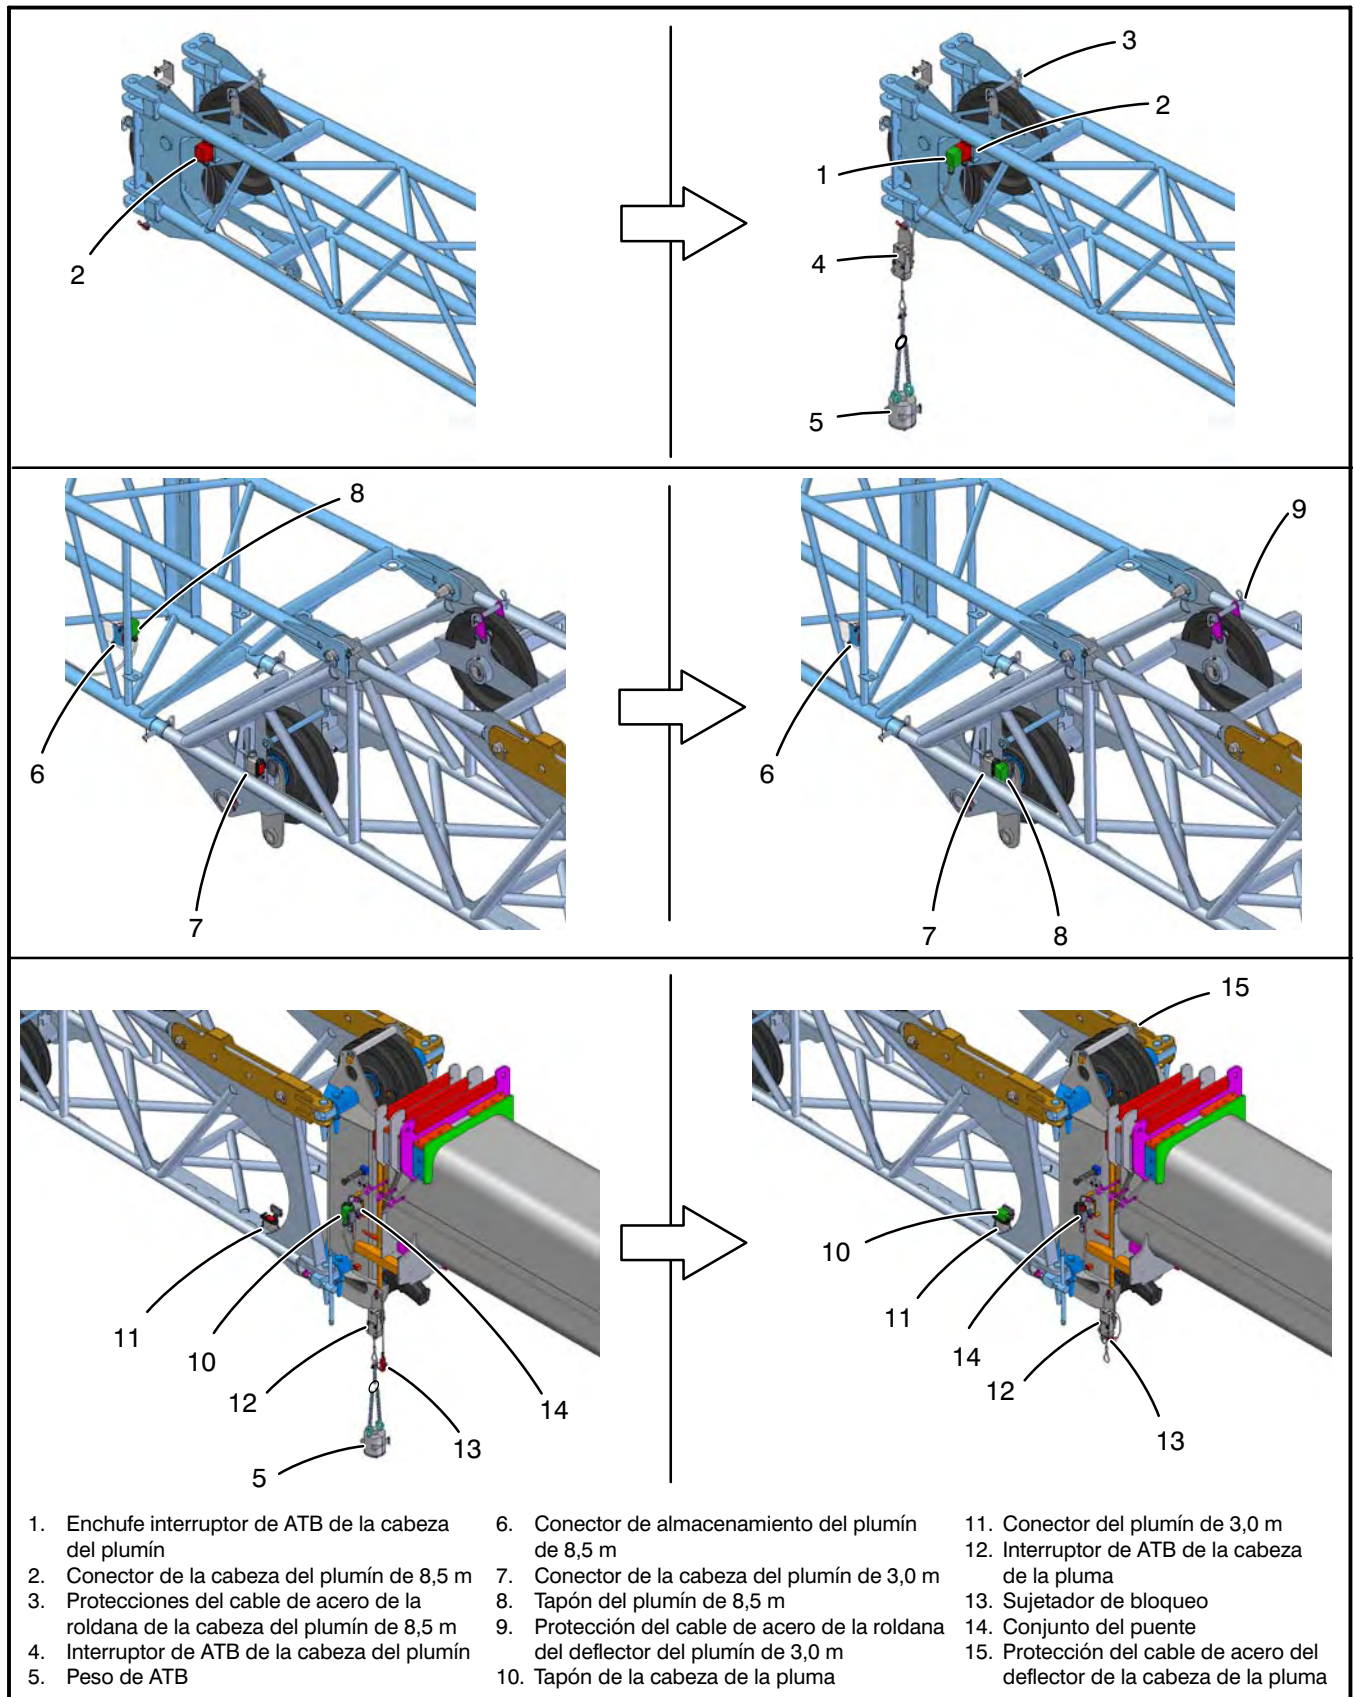 3
2
1
2
4
5
8
9
6
6
7
7
8
15
10
11
11
10
14
12
12
14
13
13
5
1. Enchufe interruptor de ATB de la cabeza
del plumín
2. Conector de la cabeza del plumín de 8,5 m
3. Protecciones del cable de acero de la
roldana de la cabeza del plumín de 8,5 m
4. Interruptor de ATB de la cabeza del plumín
5. Peso de ATB
6. Conector de almacenamiento del plumín
de 8,5 m
7. Conector de la cabeza del plumín de 3,0 m
8. Tapón del plumín de 8,5 m
9. Protección del cable de acero de la roldana
del deflector del plumín de 3,0 m
10. Tapón de la cabeza de la pluma
11. Conector del plumín de 3,0 m
12. Interruptor de ATB de la cabeza
de la pluma
13. Sujetador de bloqueo
14. Conjunto del puente
15. Protección del cable de acero del
deflector de la cabeza de la pluma